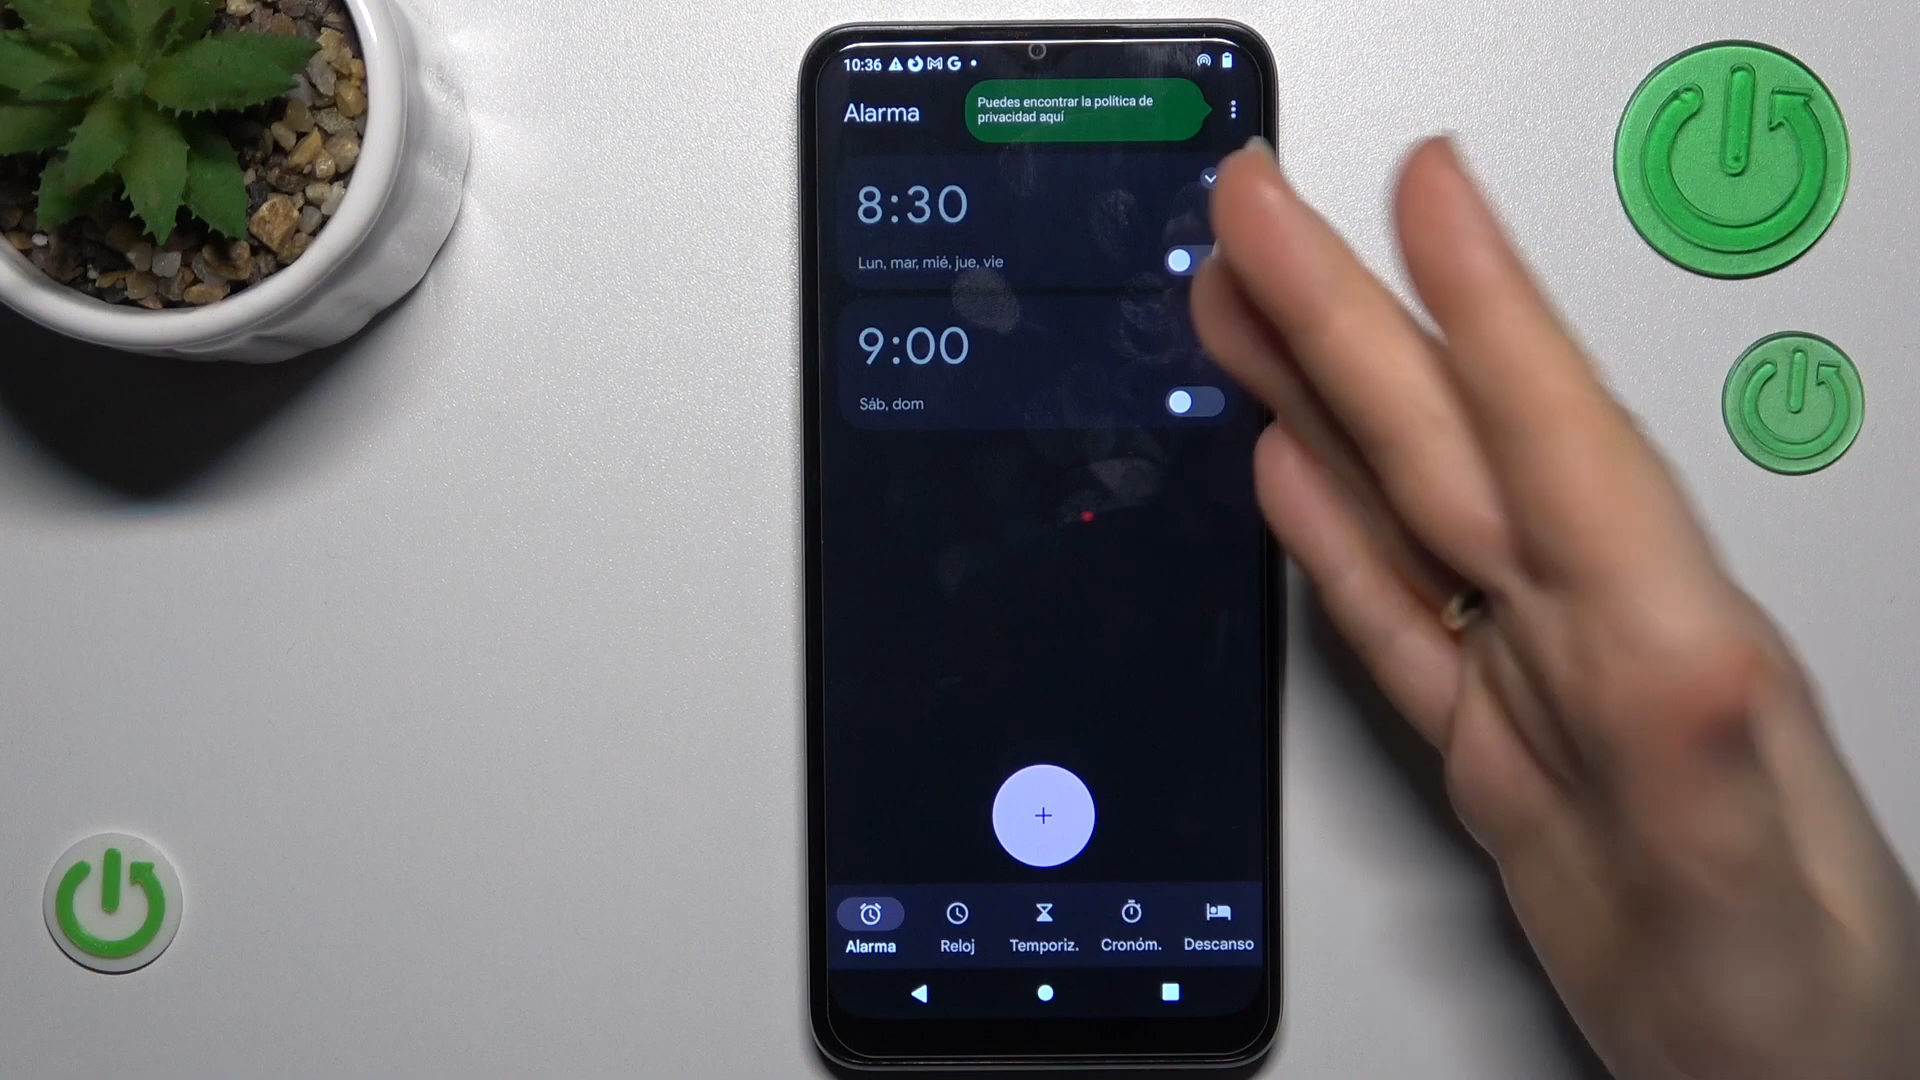 10:36
Alarma
Puedes encontrar la política de
privacidad aquí
8:30
Lun, mar, mié, jue, vie
9:00
Sáb, dom
Alarma
Reloj
Temporiz.
Cronóm.
Descanso